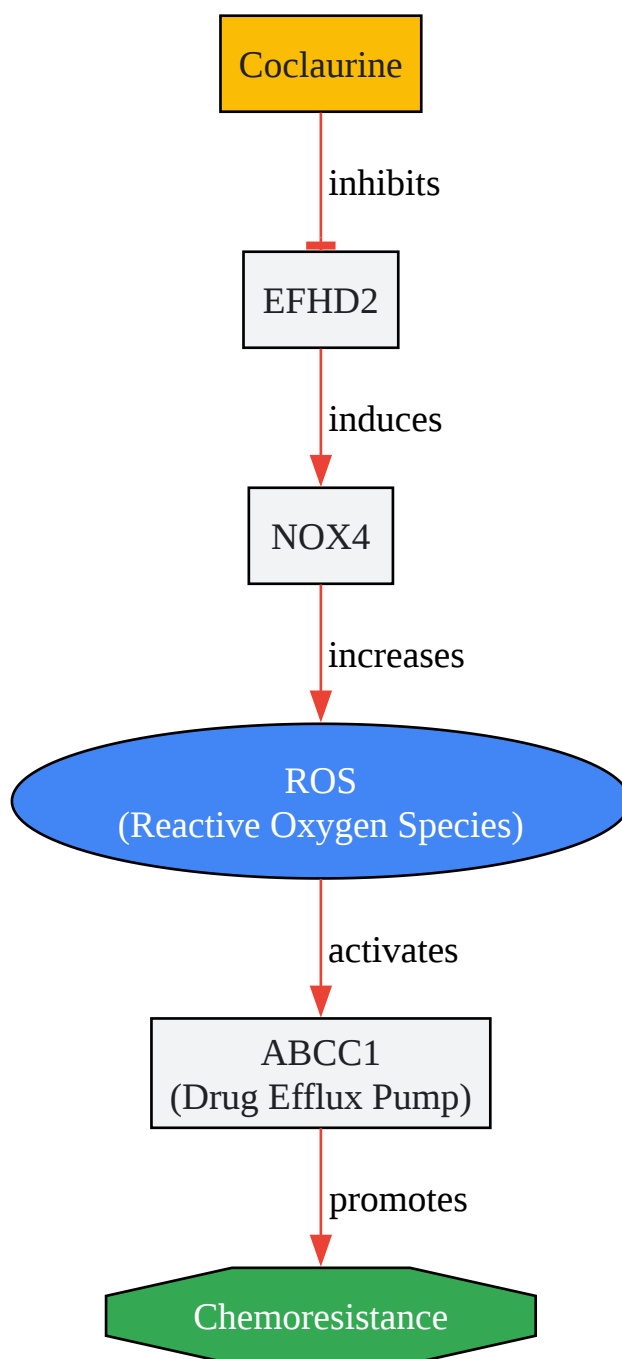 Coclaurine
inhibits
EFHD2
induces
NOX4
increases
ROS
(Reactive Oxygen Species)
activates
ABCC1
(Drug Efflux Pump)
promotes
Chemoresistance